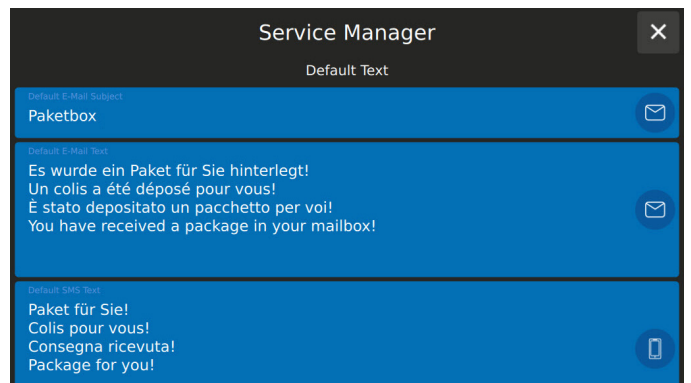 Service Manager
Default Text
Default E-Mail Subject
Paketbox
Default E-Mail Text
Es wurde ein Paket für Sie hinterlegt!
Un colis a été déposé pour vous!
È stato depositato un pacchetto per voi!
You have received a package in your mailbox!
Default SMS Text
Paket für Sie!
Colis pour vous!
Consegna ricevuta!
Package for you!